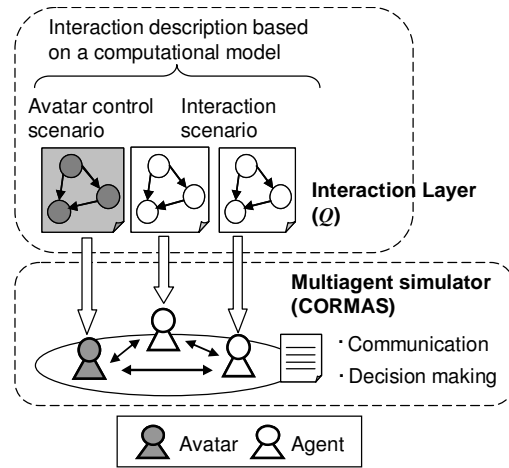 Interaction description based
on a computational model
Avatar control
scenario
Interaction
scenario
Interaction Layer
(Q)
Multiagent simulator
(CORMAS)
· Communication
· Decision making
Avatar
Agent